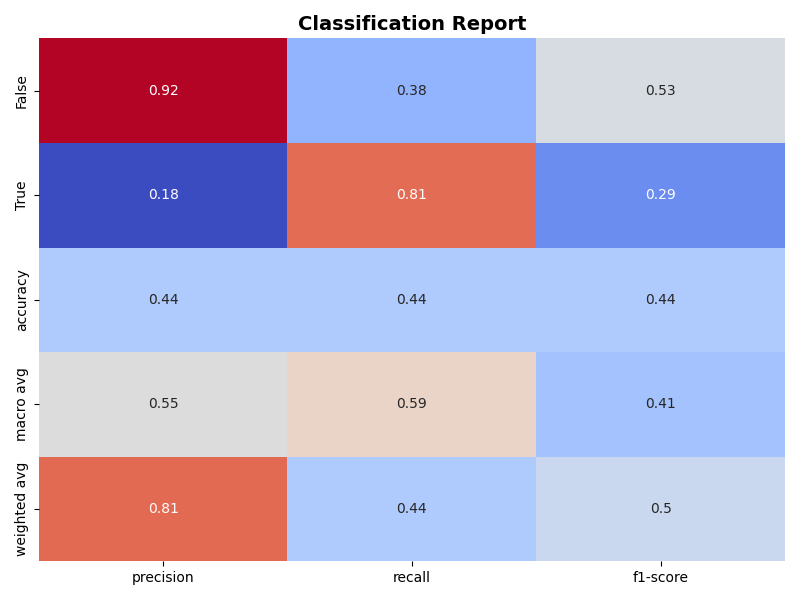 Classification Report
False 0.92 0.38 0.53
True 0.18 0.81 0.29
accuracy 0.44 0.44 0.44
macro avg 0.55 0.59 0.41
weighted avg 0.81 0.44 0.5
precision recall f1-score